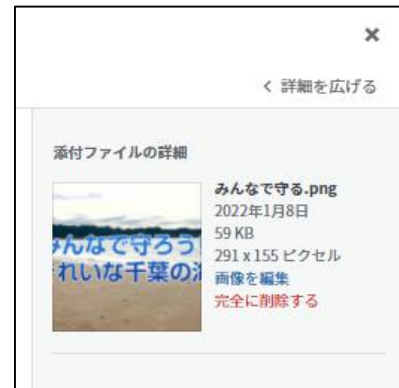 ×
< 詳細を広げる
添付ファイルの詳細
みんなで守る.png
2022年1月8日
59 KB
291 x 155 ピクセル
画像を編集
完全に削除する
んなで守ろう
れいな千葉の海